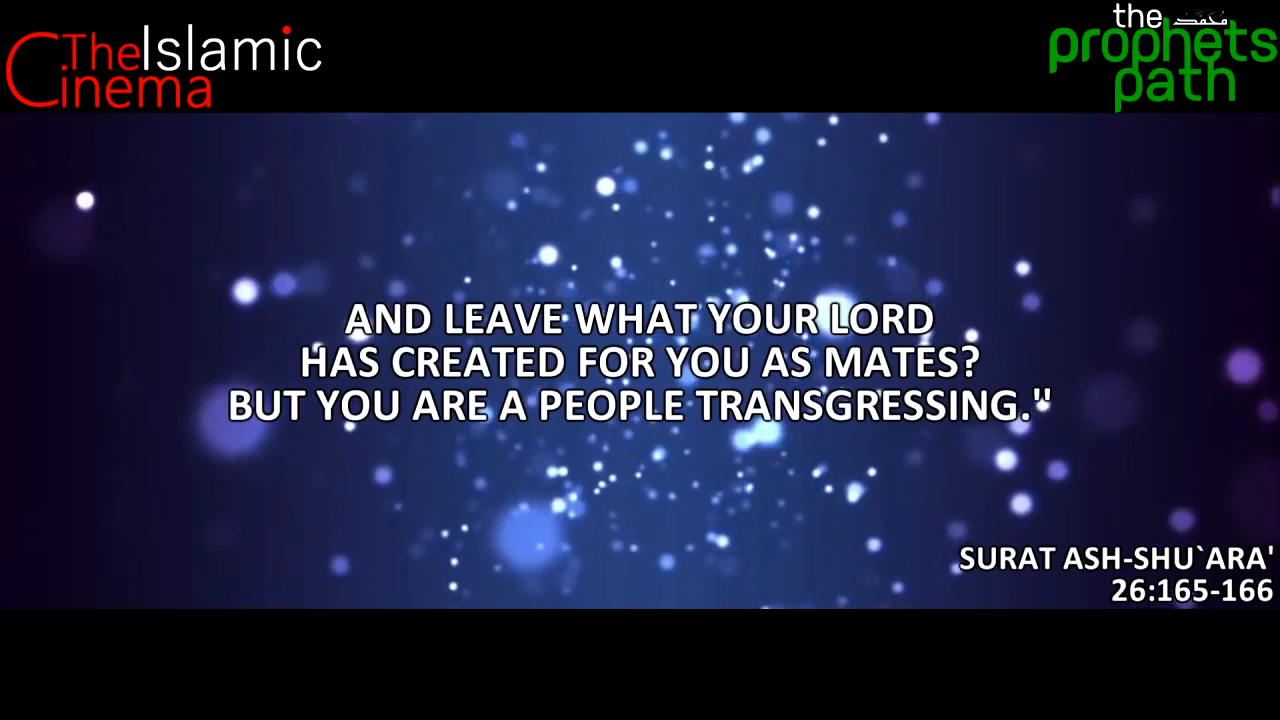 TheIslamic
Cinema
the محمد
prophets
path
AND LEAVE WHAT YOUR LORD
HAS CREATED FOR YOU AS MATES?
BUT YOU ARE A PEOPLE TRANSGRESSING."
SURAT ASH-SHU`ARA'
26:165-166